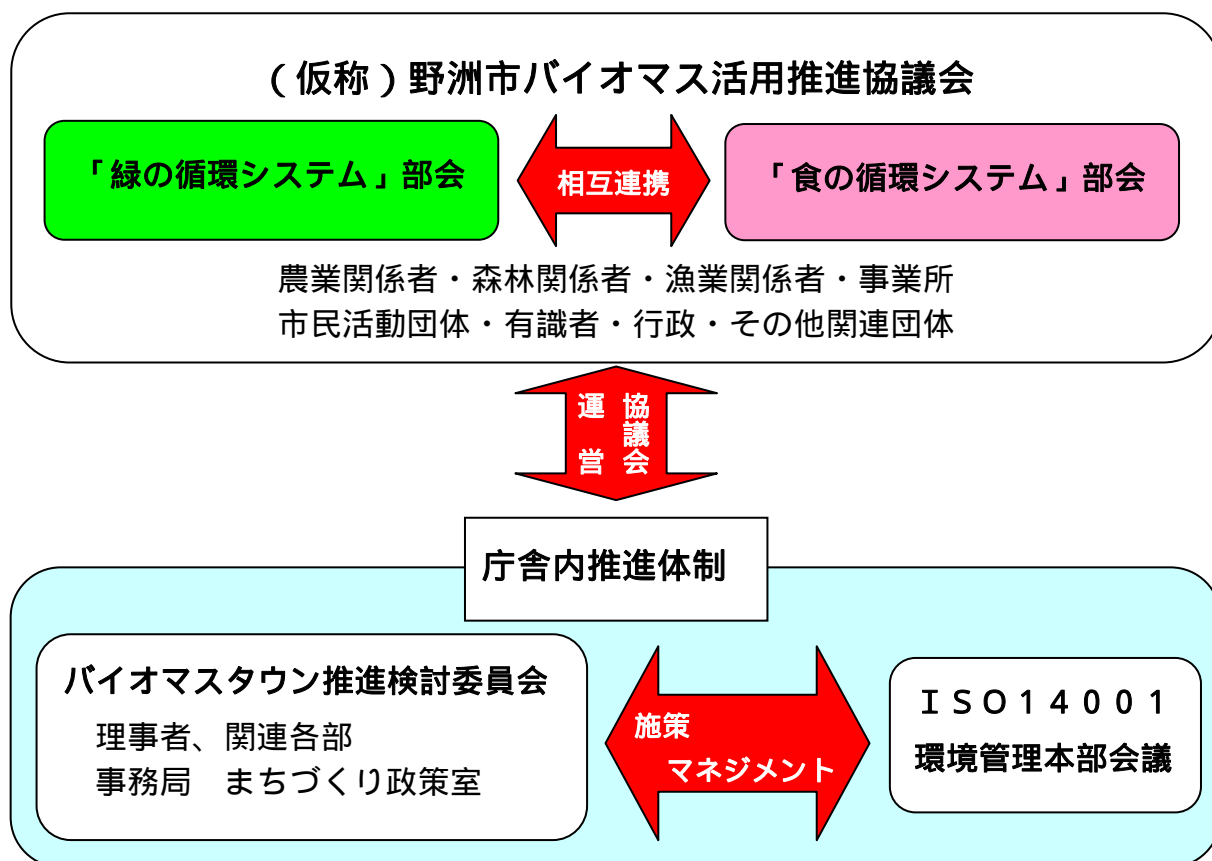 （仮称）野洲市バイオマス活用推進協議会
「緑の循環システム」部会
相互連携
「食の循環システム」部会
農業関係者・森林関係者・漁業関係者・事業所
市民活動団体・有識者・行政・その他関連団体
協議会
運営
庁舎内推進体制
バイオマスタウン推進検討委員会
理事者、関連各部
事務局　まちづくり政策室
施策
マネジメント
ＩＳＯ１４００１
環境管理本部会議